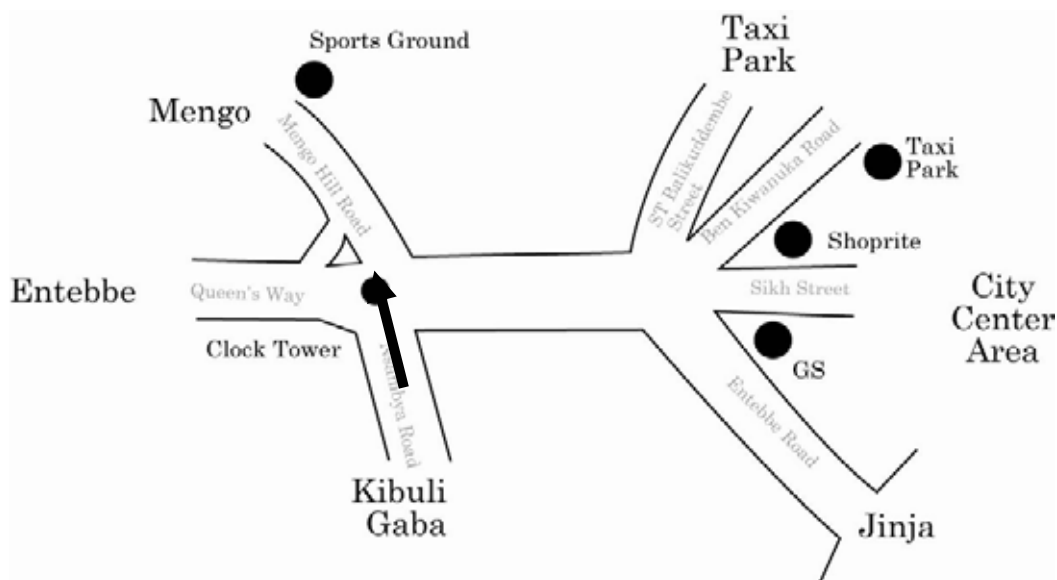 Sports Ground
Taxi
Park
Mengo
Mengo Hill Road
ST Balikuddembe
Street
Ben Kiwanuka Road
Taxi
Park
Shoprite
Entebbe
Queen's Way
Sikh Street
City
Center
Area
Clock Tower
GS
Entebbe Road
Road
Kibuli
Gaba
Jinja